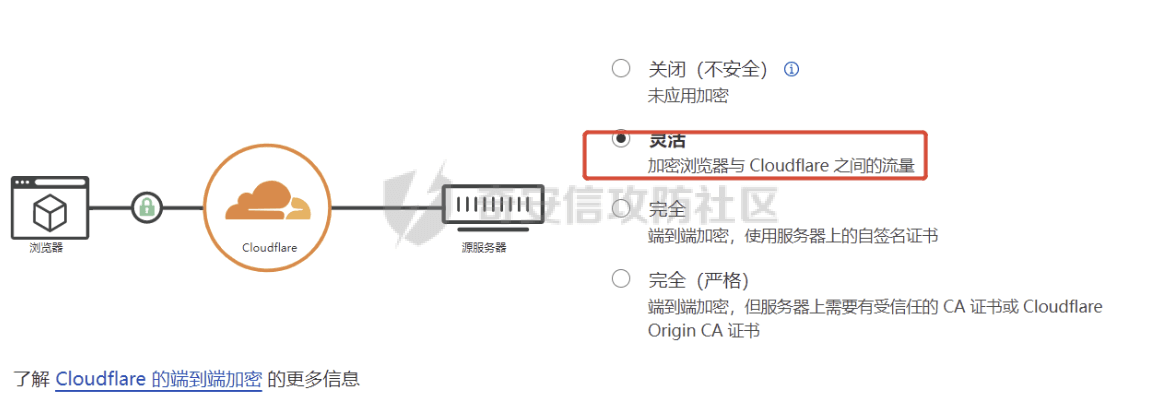 关闭（不安全）
未应用加密
灵活
加密浏览器与 Cloudflare 之间的流量
奇安信攻防社区
完全
端到端加密，使用服务器上的自签名证书
浏览器
Cloudflare
源服务器
完全（严格）
端到端加密，但服务器上需要有受信任的 CA 证书或 Cloudflare
Origin CA 证书
了解 Cloudflare 的端到端加密 的更多信息